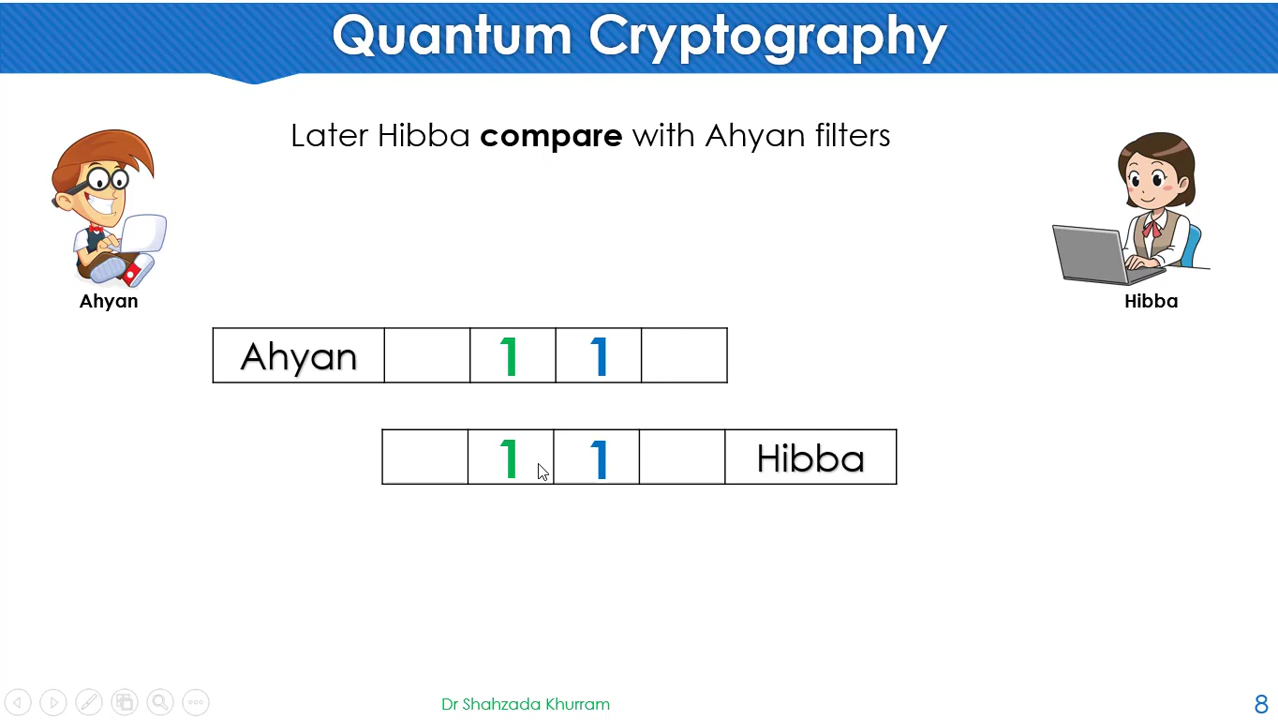 Quantum Cryptography
Later Hibba compare with Ahyan filters
Ahyan
Hibba
Ahyan 1 1
1 1 Hibba
Dr Shahzada Khurram
8